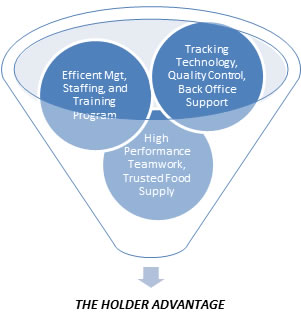 Efficent Mgt,
Staffing, and
Training
Program
Tracking
Technology,
Quality Control,
Back Office
Support
High
Performance
Teamwork,
Trusted Food
Supply
THE HOLDER ADVANTAGE